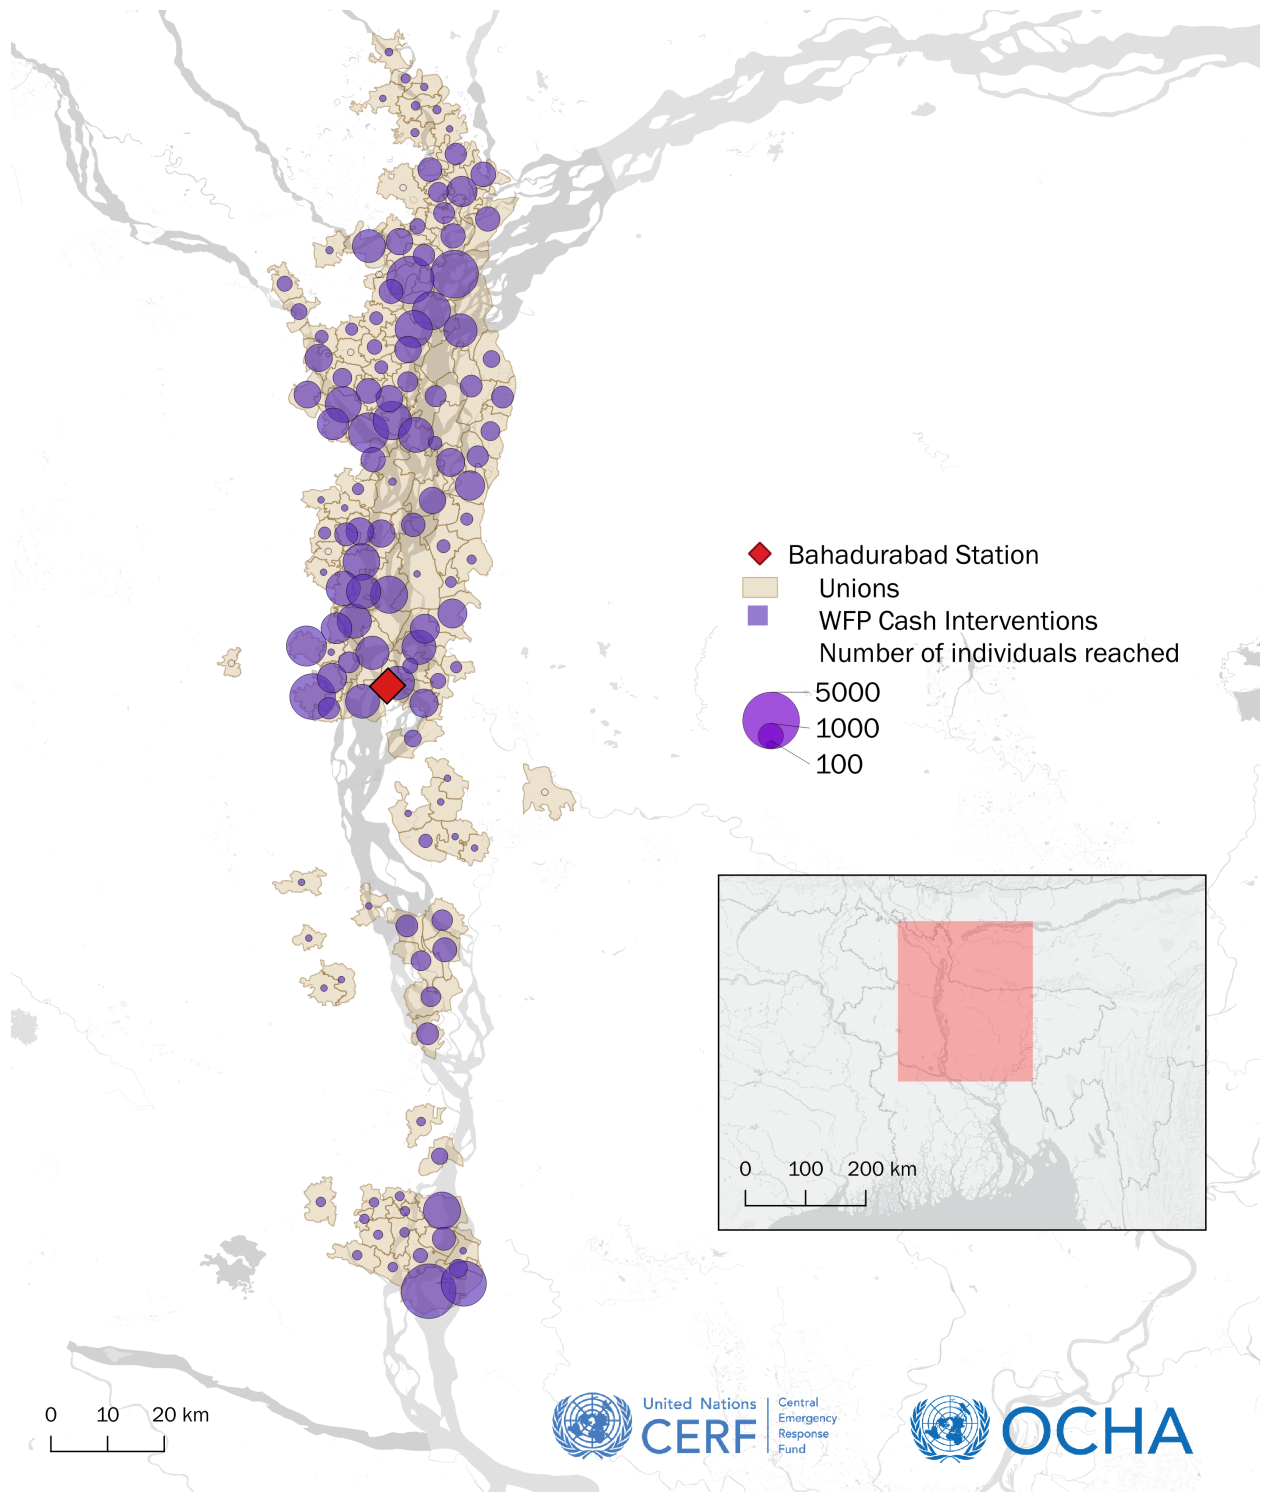 Bahadurabad Station
Unions
WFP Cash Interventions
Number of individuals reached
5000
1000
100
0 100 200 km
0 10 20 km
United Nations
CERF
Central
Emergency
Response
Fund
OCHA